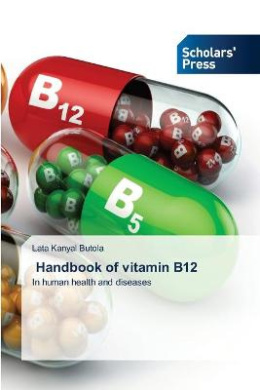 Scholars'
Press
B12
B5
Lata Kanyal Butola
Handbook of vitamin B12
In human health and diseases